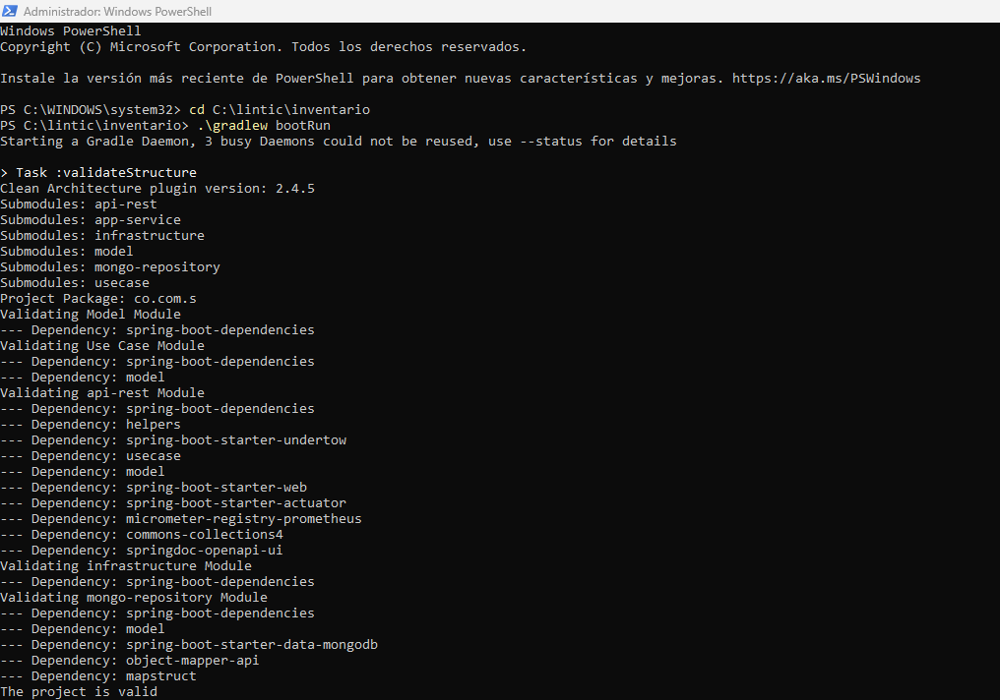 Administrador: Windows PowerShell
Windows PowerShell
Copyright (C) Microsoft Corporation. Todos los derechos reservados.
Instale la versión más reciente de PowerShell para obtener nuevas características y mejoras. https://aka.ms/PSWindows
PS C:\WINDOWS\system32> cd C:\lintic\inventario
PS C:\lintic\inventario> .\gradlew bootRun
Starting a Gradle Daemon, 3 busy Daemons could not be reused, use --status for details
> Task :validateStructure
Clean Architecture plugin version: 2.4.5
Submodules: api-rest
Submodules: app-service
Submodules: infrastructure
Submodules: model
Submodules: mongo-repository
Submodules: usecase
Project Package: co.com.s
Validating Model Module
--- Dependency: spring-boot-dependencies
Validating Use Case Module
--- Dependency: spring-boot-dependencies
--- Dependency: model
Validating api-rest Module
--- Dependency: spring-boot-dependencies
--- Dependency: helpers
--- Dependency: spring-boot-starter-undertow
--- Dependency: usecase
--- Dependency: model
--- Dependency: spring-boot-starter-web
--- Dependency: spring-boot-starter-actuator
--- Dependency: micrometer-registry-prometheus
--- Dependency: commons-collections4
--- Dependency: springdoc-openapi-ui
Validating infrastructure Module
--- Dependency: spring-boot-dependencies
Validating mongo-repository Module
--- Dependency: spring-boot-dependencies
--- Dependency: model
--- Dependency: spring-boot-starter-data-mongodb
--- Dependency: object-mapper-api
--- Dependency: mapstruct
The project is valid